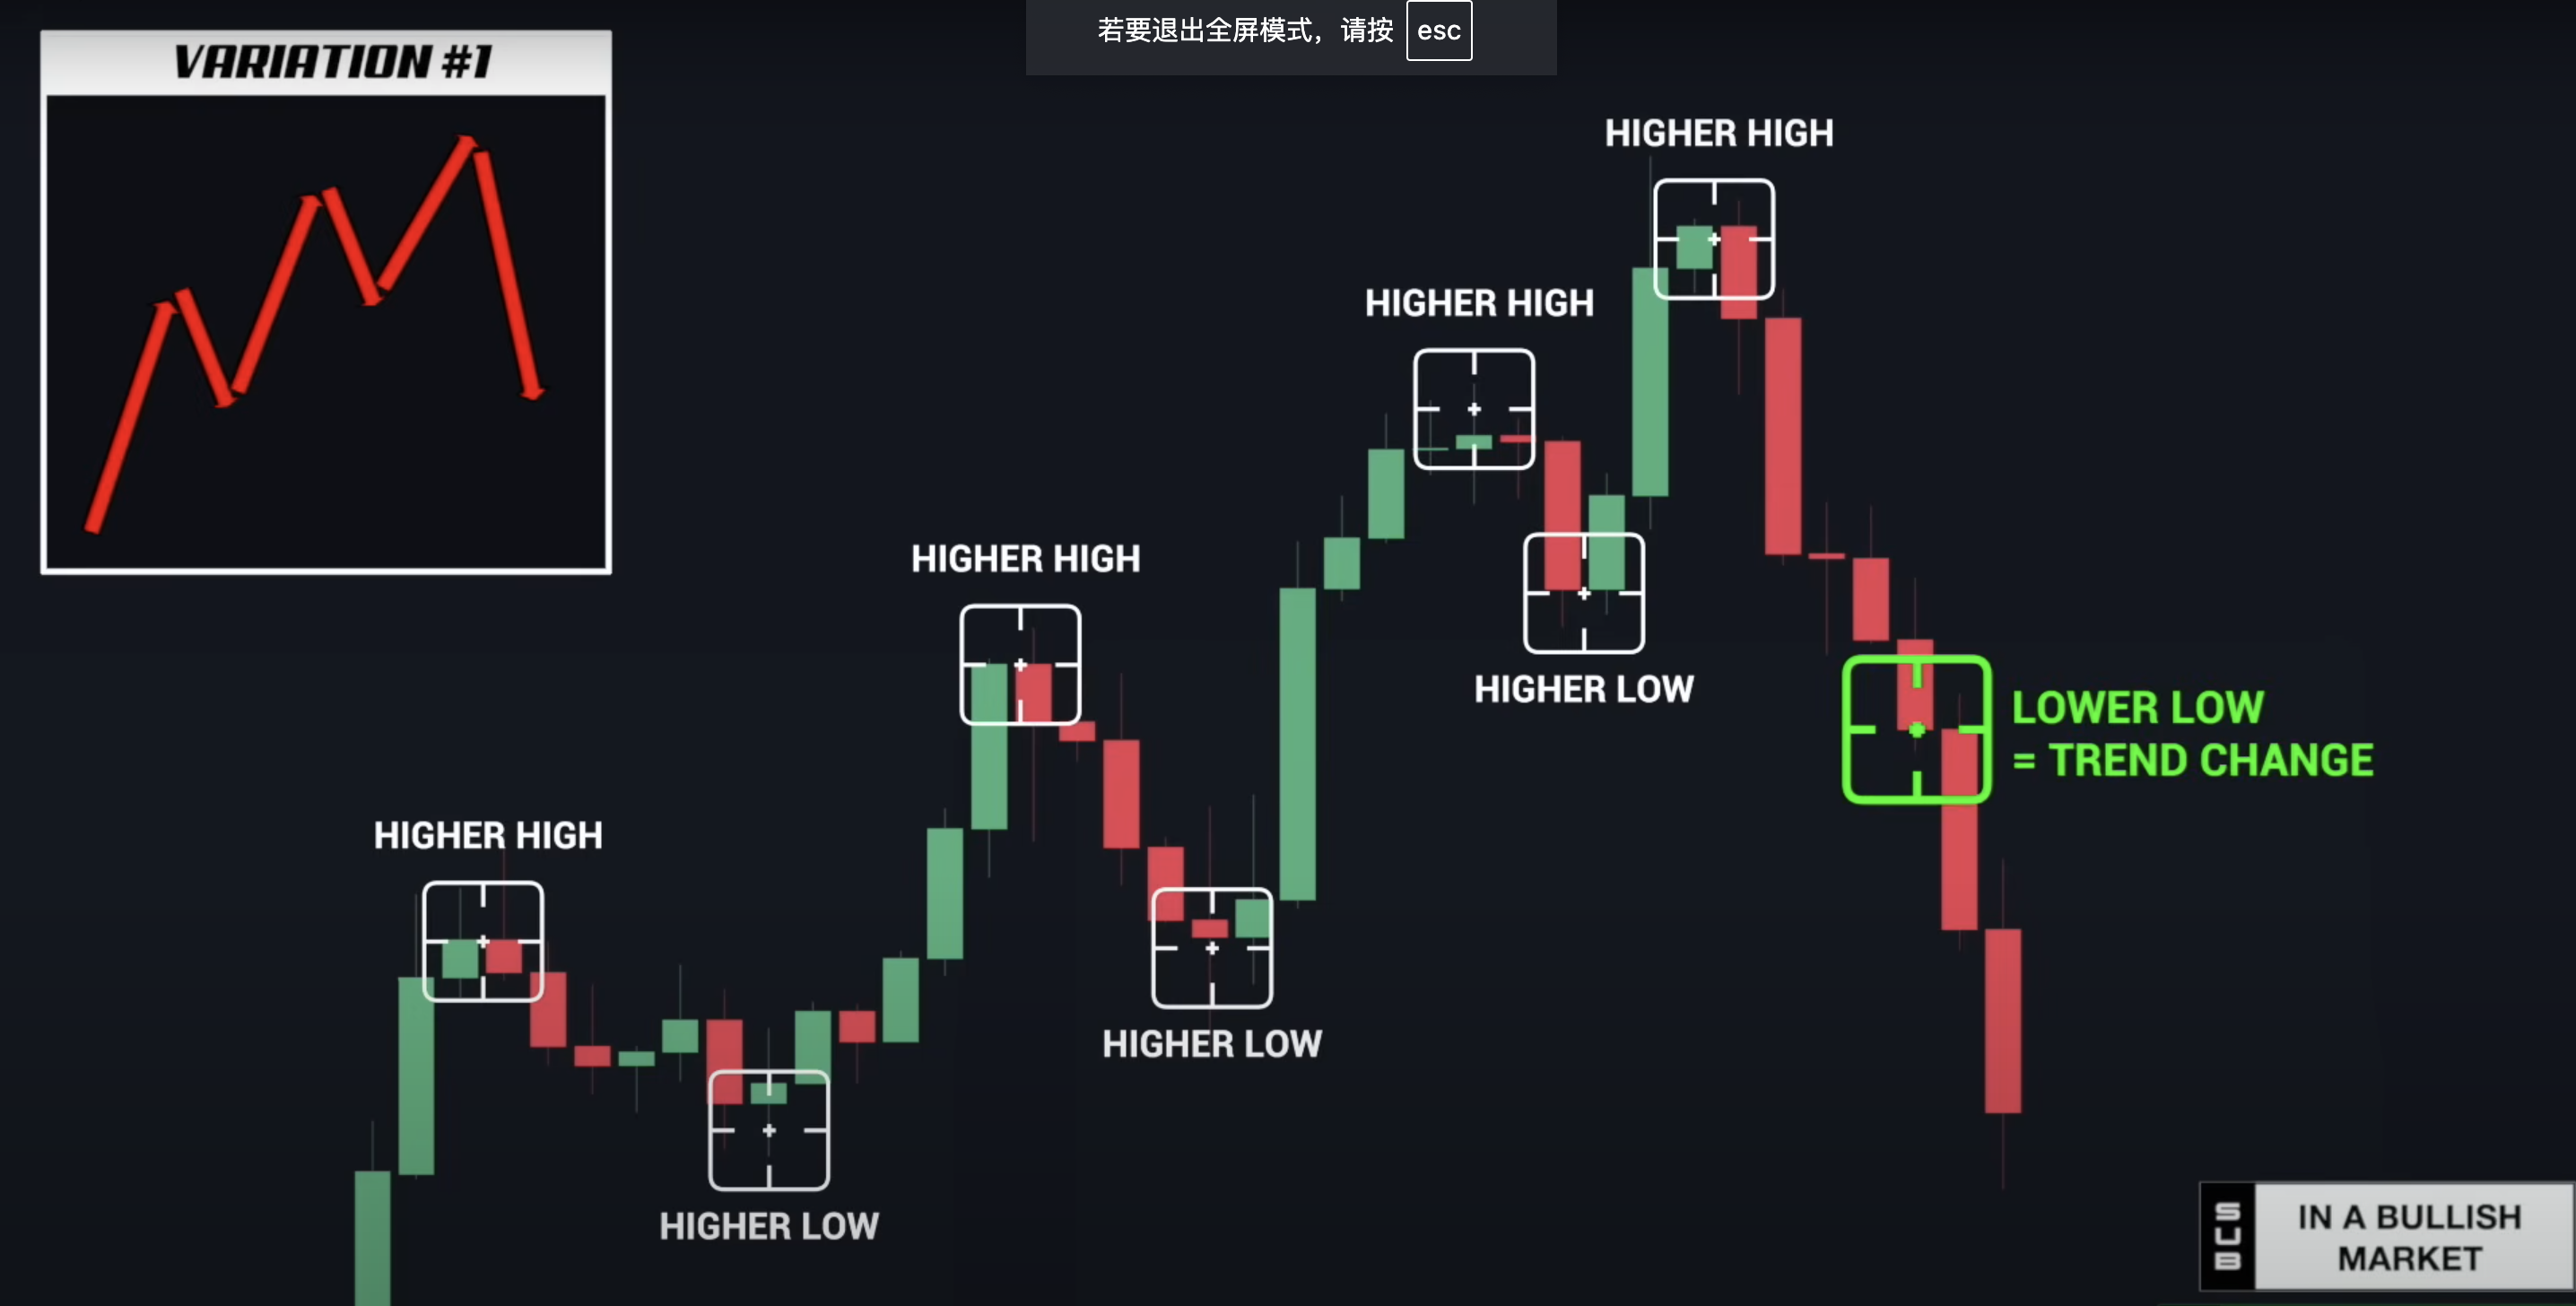 若要退出全屏模式，请按 esc
VARIATION #1
HIGHER HIGH
HIGHER HIGH
HIGHER HIGH
HIGHER LOW
LOWER LOW
= TREND CHANGE
HIGHER HIGH
HIGHER LOW
HIGHER LOW
SUB
IN A BULLISH
MARKET